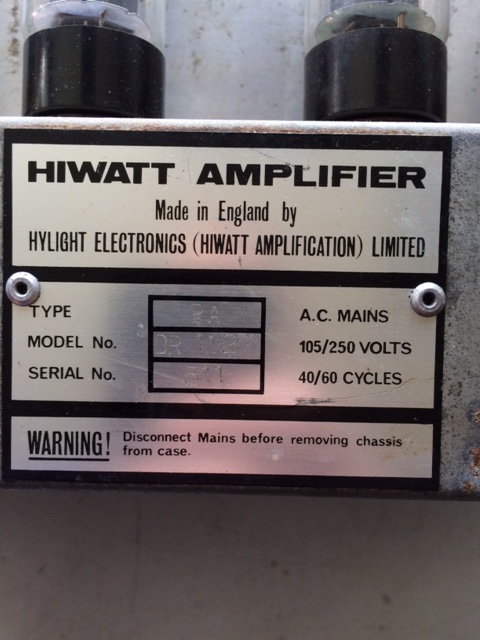 HIWATT AMPLIFIER
Made in England by
HYLIGHT ELECTRONICS (HIWATT AMPLIFICATION) LIMITED
TYPE A.C. MAINS
MODEL No. DR 105/250 VOLTS
SERIAL No. 40/60 CYCLES
WARNING! Disconnect Mains before removing chassis
from case.